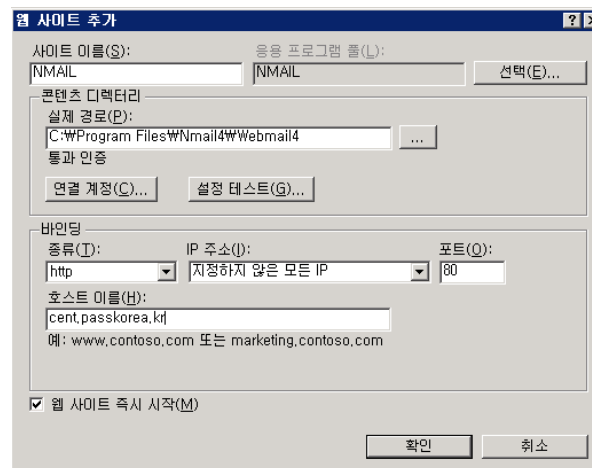 웹 사이트 추가
사이트 이름(S): 응용 프로그램 풀(L):
NMAIL NMAIL 선택(E)...
콘텐츠 디렉터리
실제 경로(P):
C:₩Program Files₩Nmail4₩Webmail4 ...
통과 인증
연결 계정(C)... 설정 테스트(G)...
바인딩
종류(T): IP 주소(I): 포트(O):
http 지정하지 않은 모든 IP 80
호스트 이름(H):
cent.passkorea.kr
예: www.contoso.com 또는 marketing.contoso.com
웹 사이트 즉시 시작(M)
확인 취소